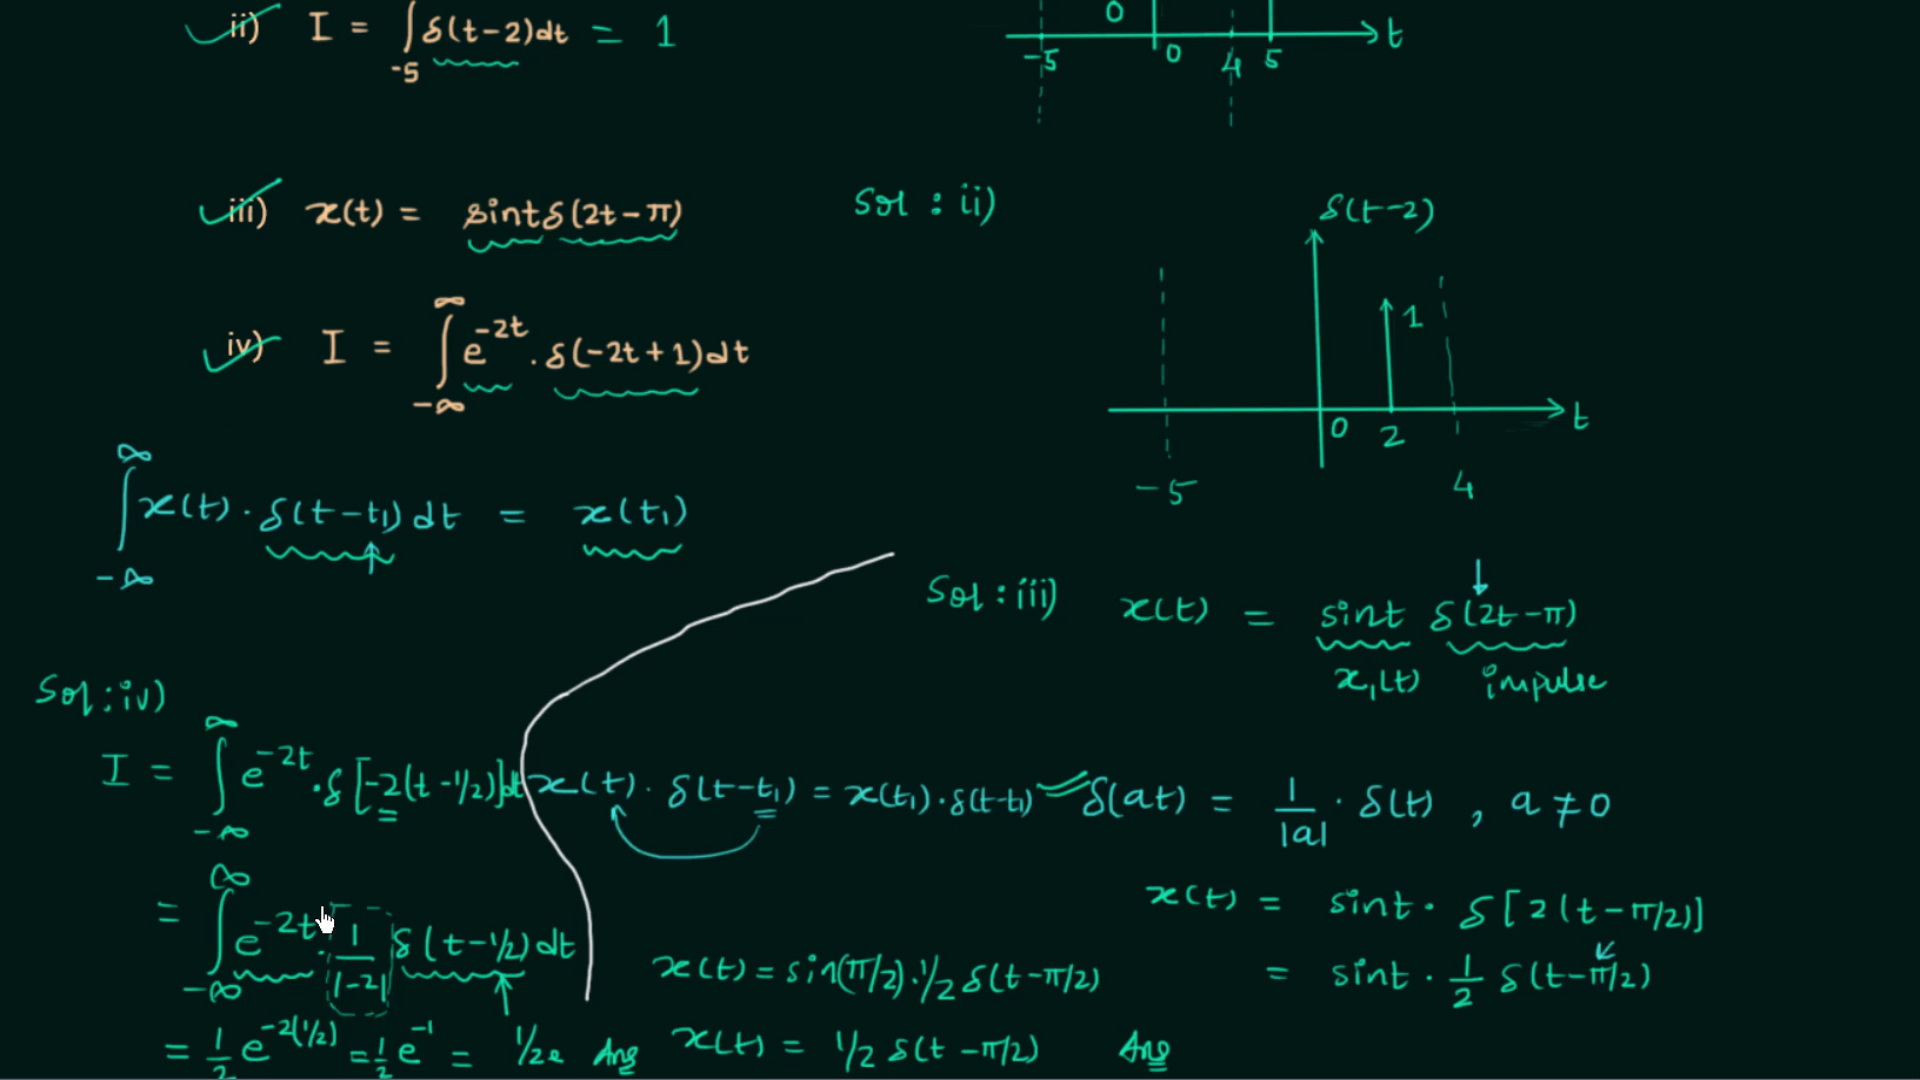 ii) I = ∫ δ(t-2)dt = 1
-5
0
-5 0 4 5 t
iii) x(t) = sint δ(2t-π)
iv) I = ∫_{-∞}^{∞} e^{-2t} . δ(-2t+1)dt
∫_{-∞}^{∞} x(t) . δ(t-t₁) dt = x(t₁)
Sol : ii)
δ(t-2)
1
0 2 t
-5 4
Sol : iii) x(t) = sint δ(2t-π)
x₁(t) impulse
x(t) . δ(t-t₁) = x(t₁) . δ(t-t₁) δ(at) = 1/|a| . δ(t) , a ≠ 0
x(t) = sint . δ[2(t-π/2)]
= sint . 1/2 δ(t-π/2)
x(t) = sin(π/2) . 1/2 δ(t-π/2)
x(t) = 1/2 δ(t-π/2) Ans
Sol : iv)
I = ∫_{-∞}^{∞} e^{-2t} . δ[-2(t-1/2)]dt
= ∫_{-∞}^{∞} e^{-2t} . 1/|-2| δ(t-1/2) dt
= 1/2 e^{-2(1/2)} = 1/2 e^{-1} = 1/2e Ans